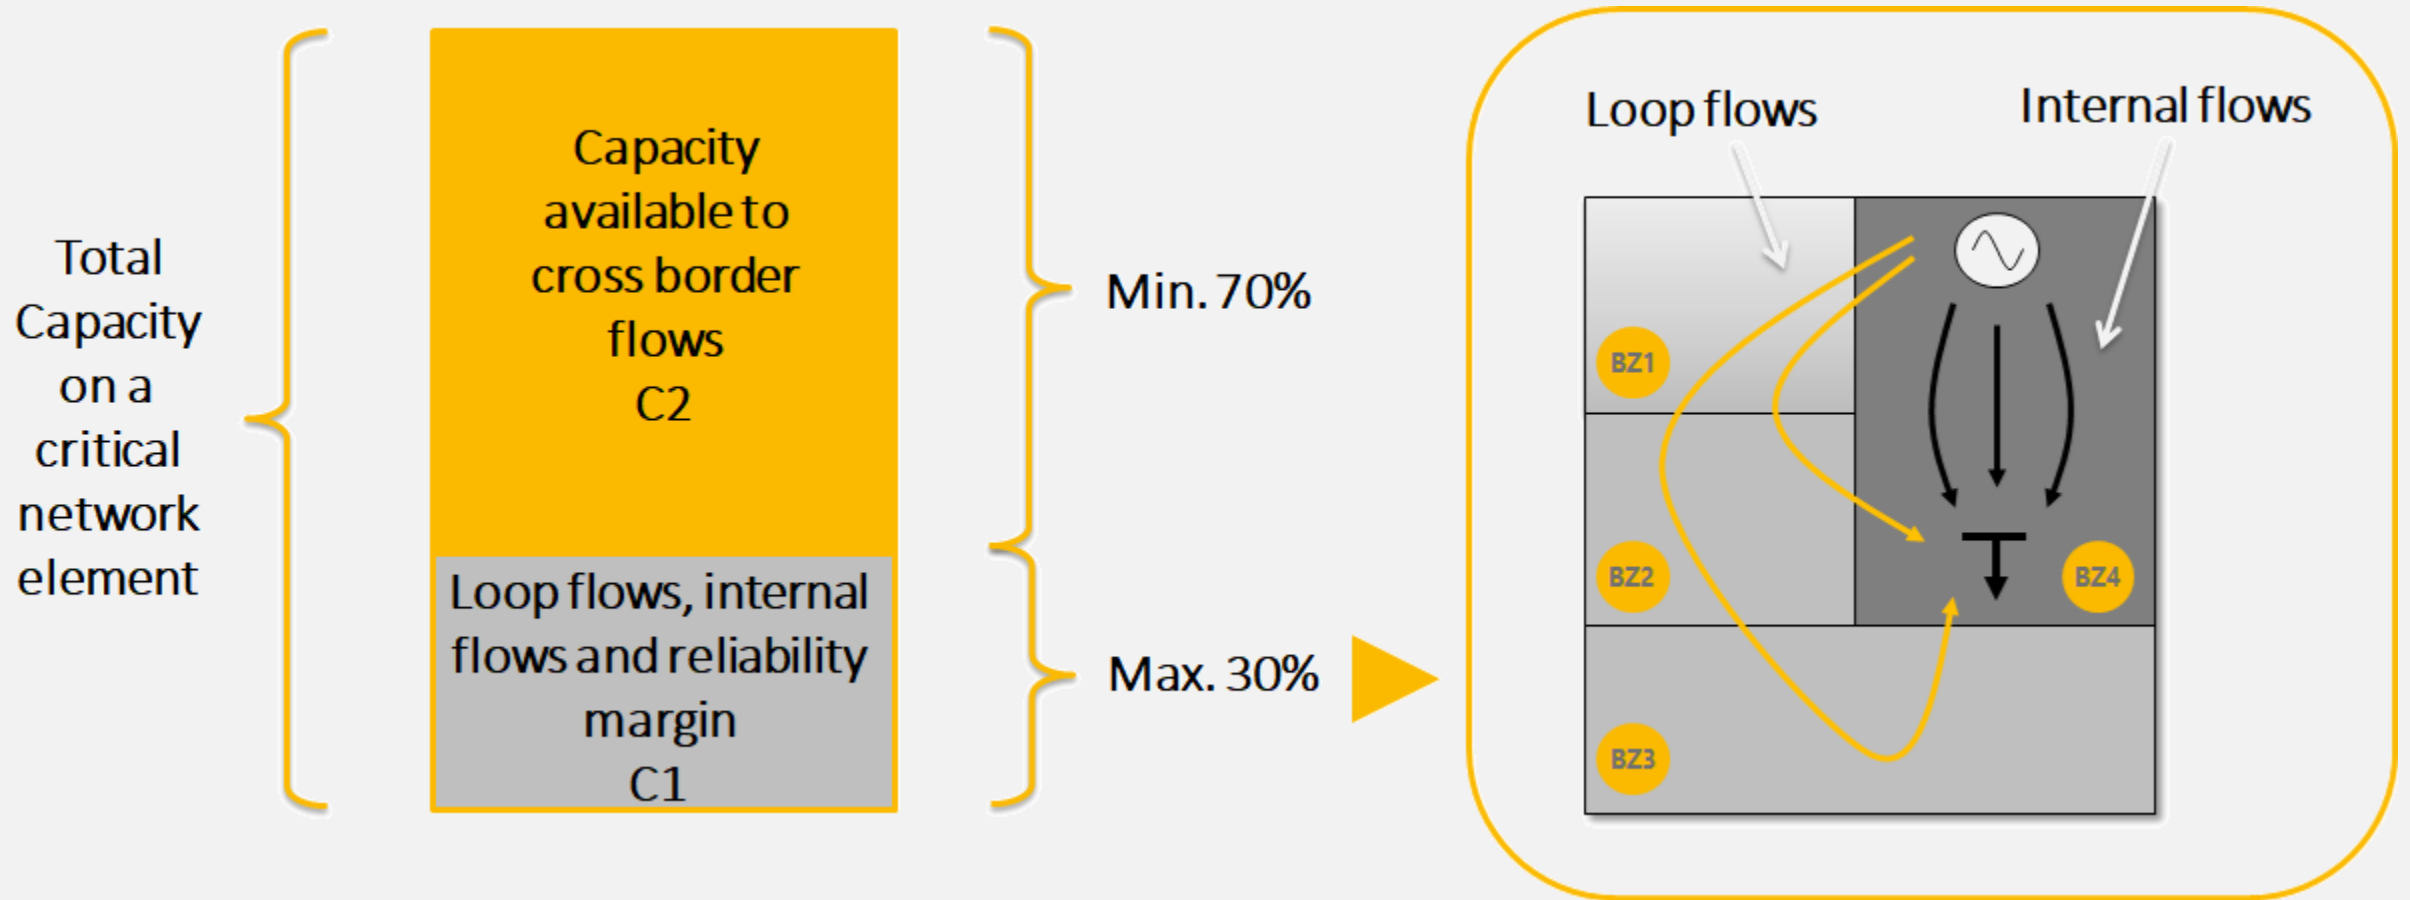 Total
Capacity
on a
critical
network
element
Capacity
available to
cross border
flows
C2
Loop flows, internal
flows and reliability
margin
C1
Min. 70%
Max. 30%
Loop flows
Internal flows
BZ1
BZ2
BZ4
BZ3